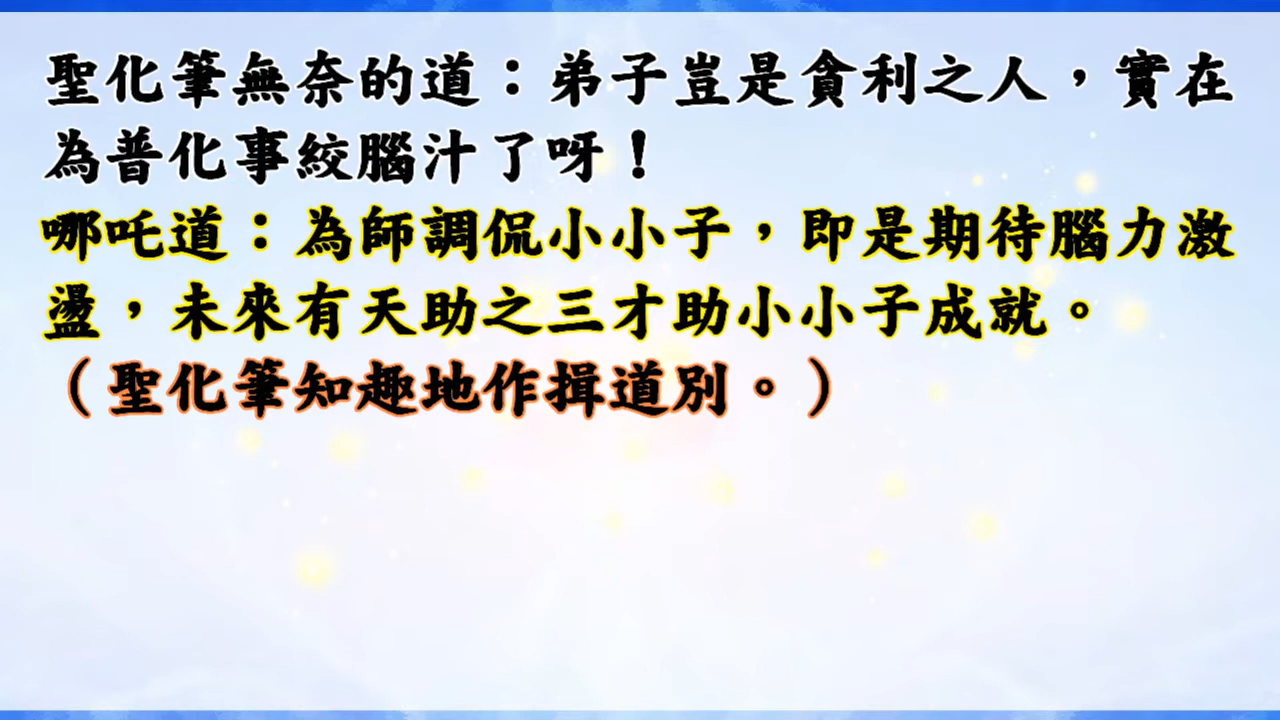 聖化筆無奈的道：弟子豈是貪利之人，實在
為普化事絞腦汁了呀！
哪吒道：為師調侃小小子，即是期待腦力激
盪，未來有天助之三才助小小子成就。
（聖化筆知趣地作揖道別。）